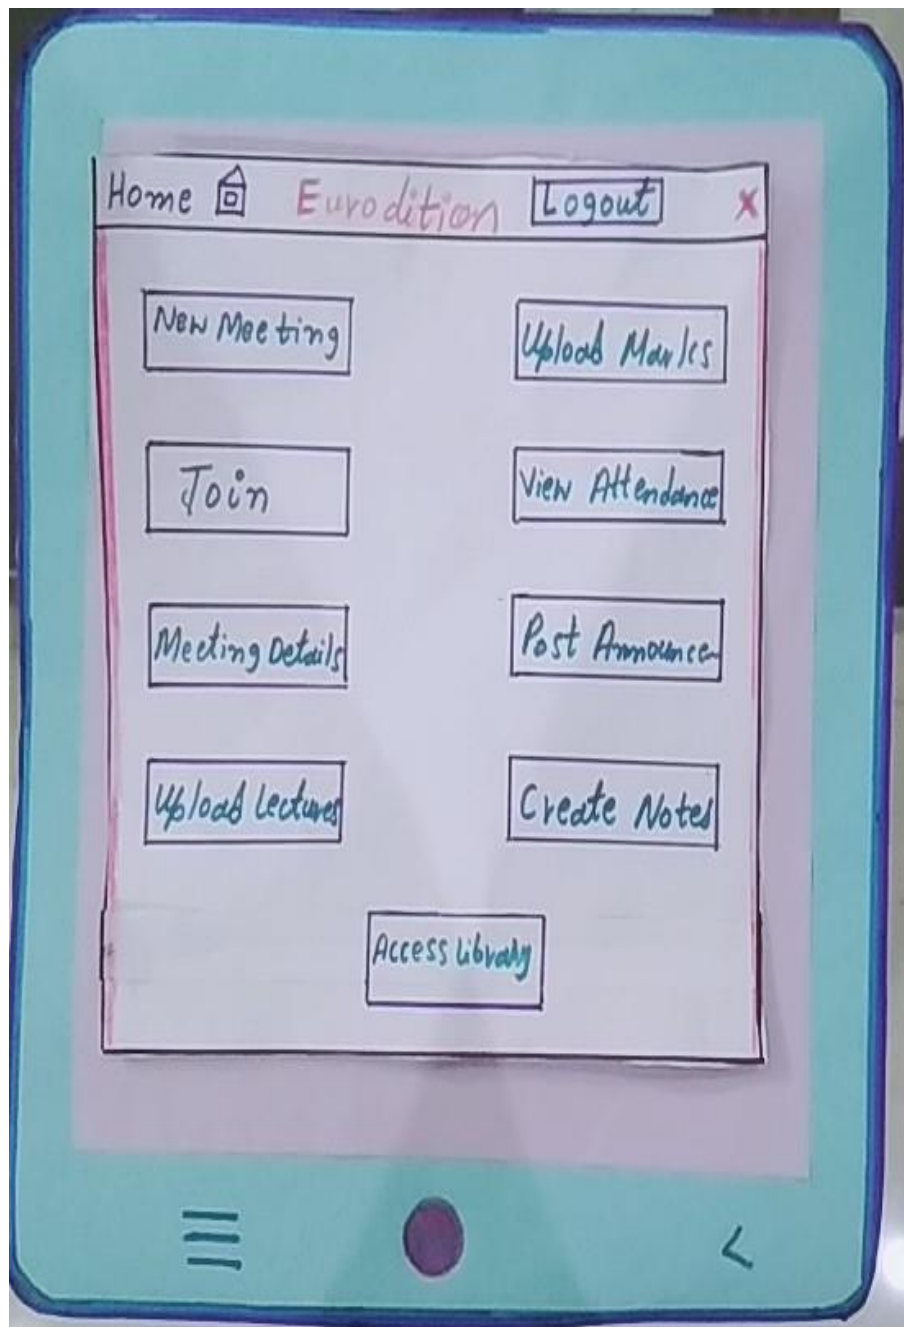 Home Eurodition Logout X
New Meeting
Upload Marks
Join
View Attendance
Meeting Details
Post Announce
Upload Lectures
Create Notes
Access Library